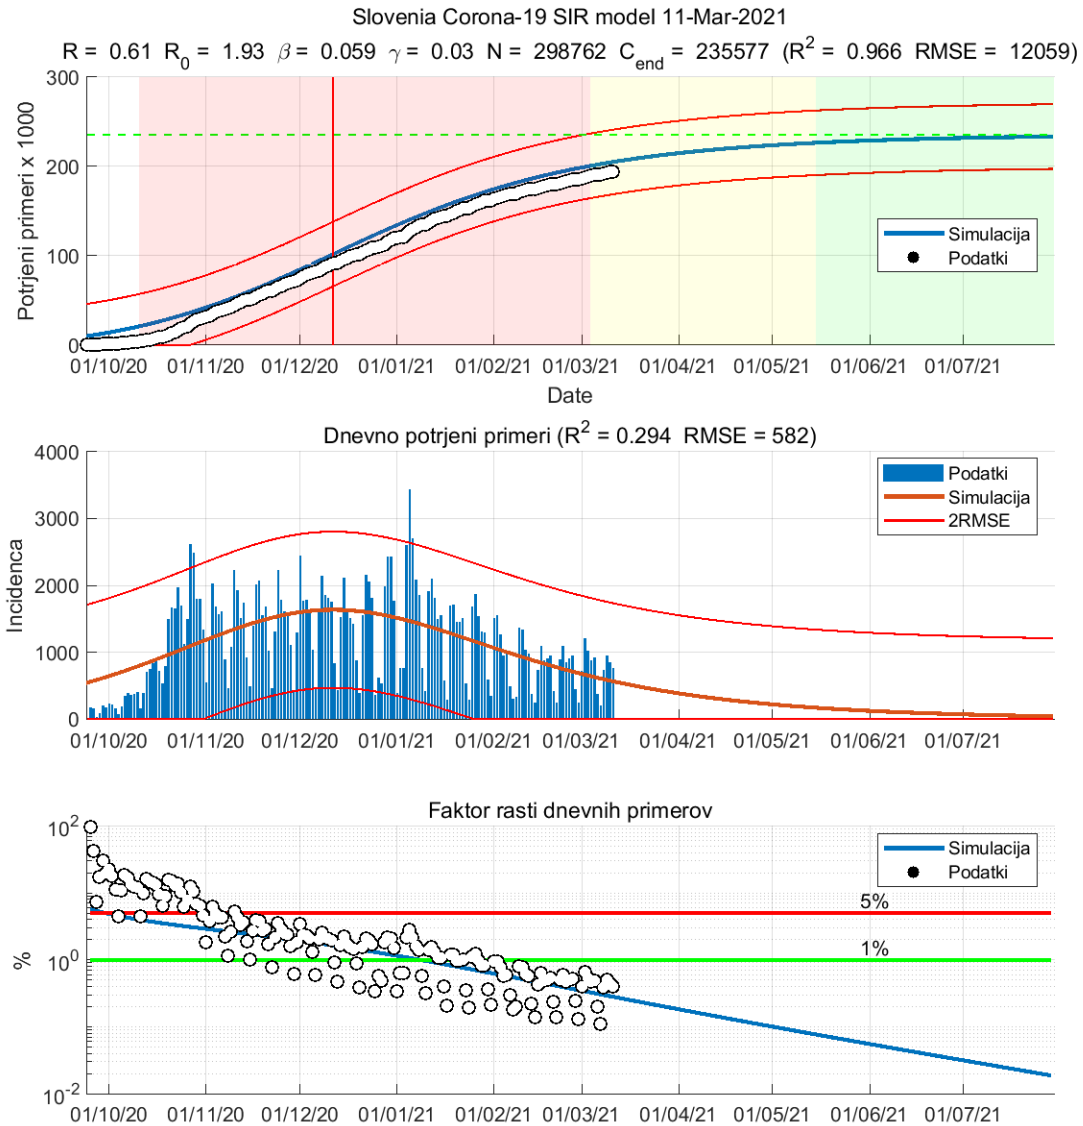 Slovenia Corona-19 SIR model 11-Mar-2021
R = 0.61 R0 = 1.93 β = 0.059 γ = 0.03 N = 298762 Cend = 235577 (R2 = 0.966 RMSE = 12059)
Potrjeni primeri x 1000
300
200
100
0
Simulacija
Podatki
01/10/20 01/11/20 01/12/20 01/01/21 01/02/21 01/03/21 01/04/21 01/05/21 01/06/21 01/07/21
Date
Dnevno potrjeni primeri (R2 = 0.294 RMSE = 582)
Incidenca
4000
3000
2000
1000
0
Podatki
Simulacija
2RMSE
01/10/20 01/11/20 01/12/20 01/01/21 01/02/21 01/03/21 01/04/21 01/05/21 01/06/21 01/07/21
Faktor rasti dnevnih primerov
%
10^2
10^0
10^-2
Simulacija
Podatki
5%
1%
01/10/20 01/11/20 01/12/20 01/01/21 01/02/21 01/03/21 01/04/21 01/05/21 01/06/21 01/07/21